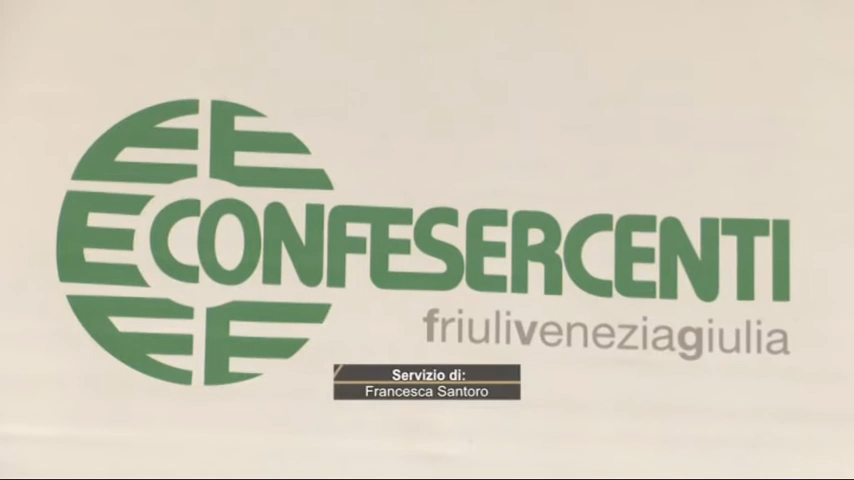 CONFESERCENTI
friuliveneziagiulia
Servizio di:
Francesca Santoro